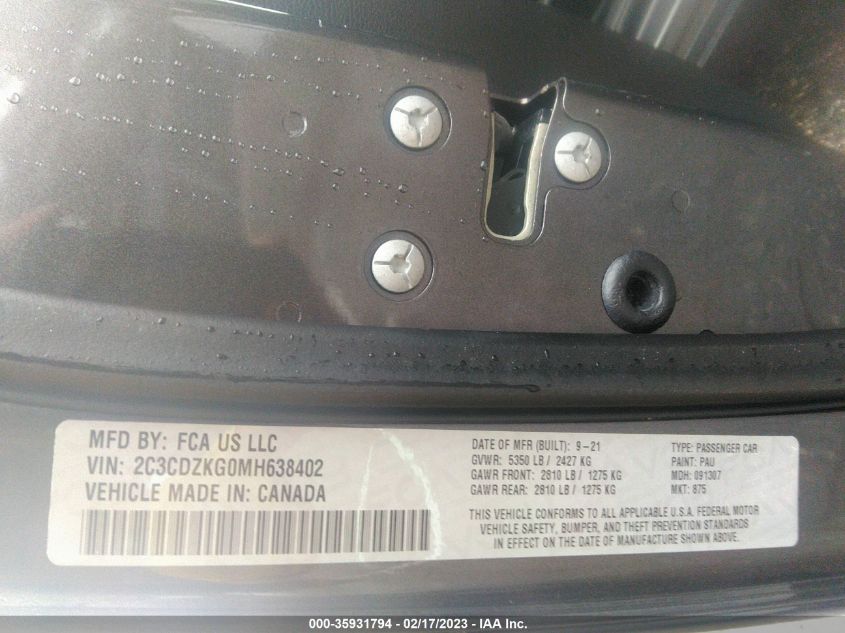 MFD BY: FCA US LLC
VIN: 2C3CDZKG0MH638402
VEHICLE MADE IN: CANADA
DATE OF MFR (BUILT): 9-21
GVWR: 5350 LB / 2427 KG
GAWR FRONT: 2810 LB / 1275 KG
GAWR REAR: 2810 LB / 1275 KG
TYPE: PASSENGER CAR
PAINT: PAU
MDH: 091307
MKT: 875
THIS VEHICLE CONFORMS TO ALL APPLICABLE U.S.A. FEDERAL MOTOR
VEHICLE SAFETY, BUMPER, AND THEFT PREVENTION STANDARDS
IN EFFECT ON THE DATE OF MANUFACTURE SHOWN ABOVE.
000-35931794 - 02/17/2023 - IAA Inc.